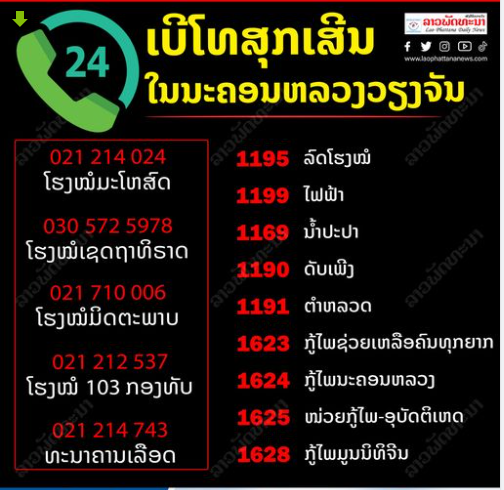 24
ເບີໂທສຸກເສີນ
ໃນນະຄອນຫລວງວຽງຈັນ
ລາວພັດທະນາ
Lao Phattana Daily News
www.laophattananews.com
021 214 024
ໂຮງໝໍມະໂຫສົດ
030 572 5978
ໂຮງໝໍເຊດຖາທິຣາດ
021 710 006
ໂຮງໝໍມິດຕະພາບ
021 212 537
ໂຮງໝໍ 103 ກອງທັບ
021 214 743
ທະນາຄານເລືອດ
1195 ລົດໂຮງໝໍ
1199 ໄຟຟ້າ
1169 ນ້ຳປະປາ
1190 ດັບເພີງ
1191 ຕຳຫລວດ
1623 ກູ້ໄພຊ່ວຍເຫລືອຄົນທຸກຍາກ
1624 ກູ້ໄພນະຄອນຫລວງ
1625 ໜ່ວຍກູ້ໄພ-ອຸບັດຕິເຫດ
1628 ກູ້ໄພມູນນິທິຈີນ